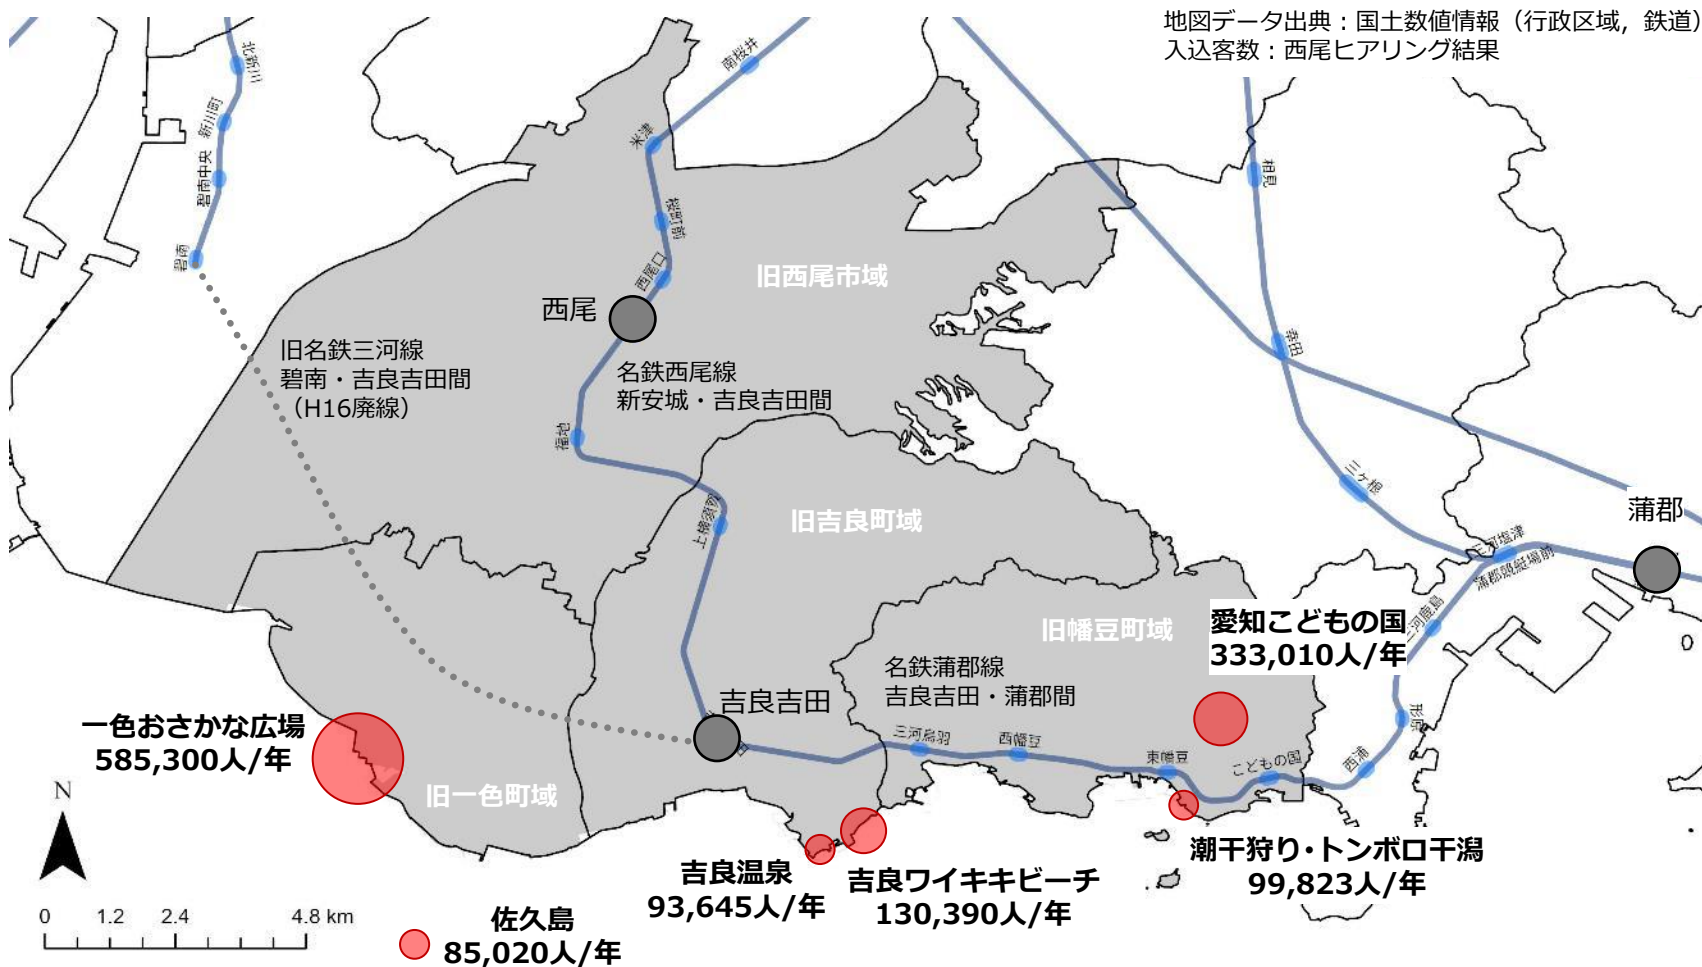 地図データ出典：国土数値情報（行政区域，鉄道）
入込客数：西尾ヒアリング結果
北新川
新川町
碧南中央
碧南
南桜井
米津
桜町前
西尾口
西尾
旧西尾市域
相見
幸田
三ヶ根
旧名鉄三河線
碧南・吉良吉田間
（H16廃線）
名鉄西尾線
新安城・吉良吉田間
福地
上横須賀
旧吉良町域
蒲郡
三河塩津
蒲郡競艇場前
三河鹿島
旧幡豆町域
愛知こどもの国
333,010人/年
名鉄蒲郡線
吉良吉田・蒲郡間
吉良吉田
三河鳥羽
西幡豆
東幡豆
こどもの国
西浦
形原
一色おさかな広場
585,300人/年
旧一色町域
吉良温泉
93,645人/年
吉良ワイキキビーチ
130,390人/年
潮干狩り・トンボロ干潟
99,823人/年
佐久島
85,020人/年
N
0 1.2 2.4 4.8 km